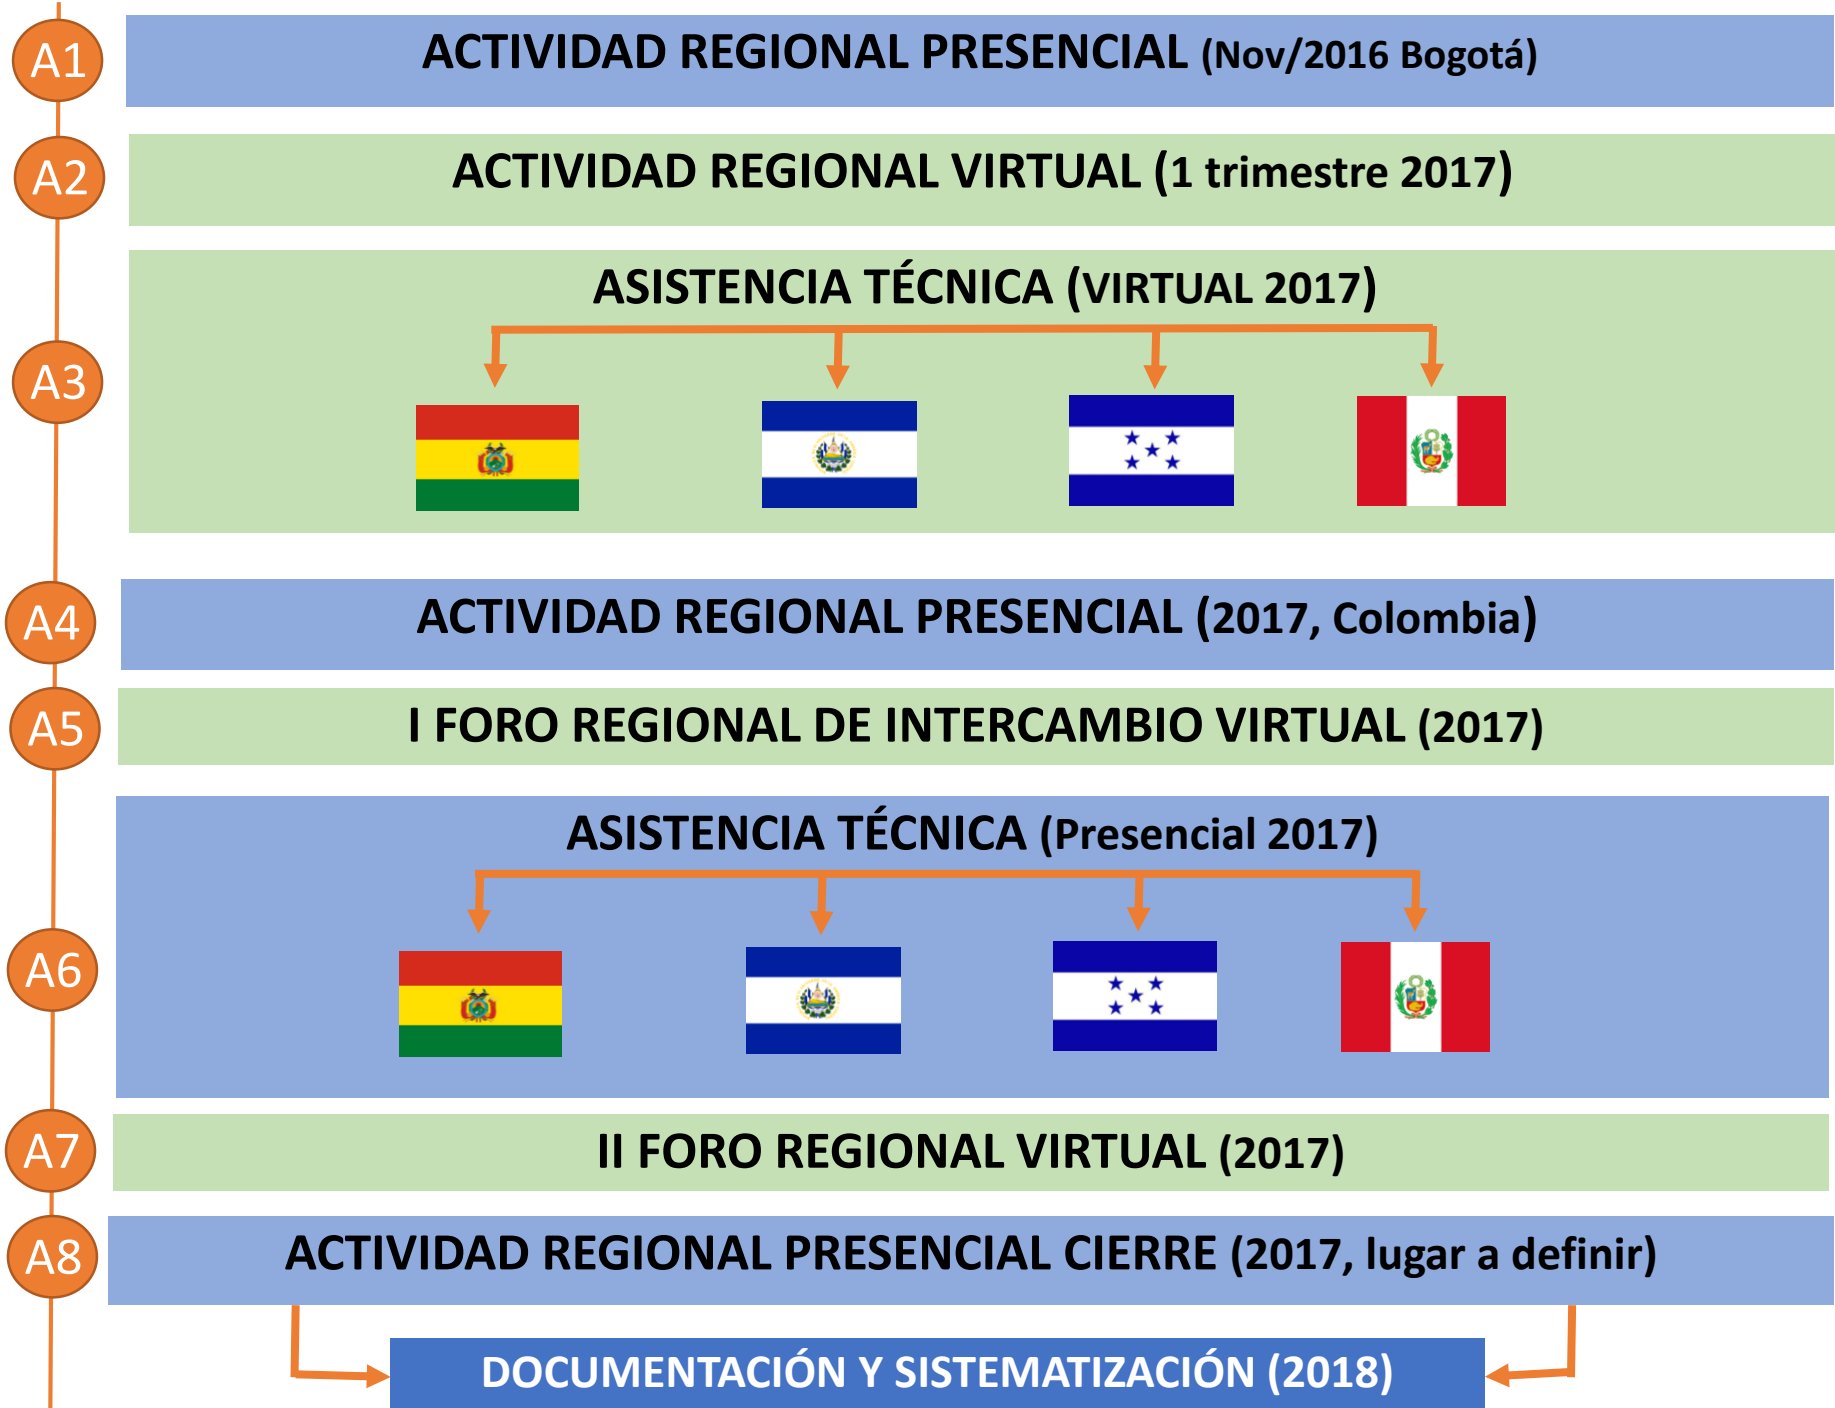 A1
ACTIVIDAD REGIONAL PRESENCIAL (Nov/2016 Bogotá)
A2
ACTIVIDAD REGIONAL VIRTUAL (1 trimestre 2017)
A3
ASISTENCIA TÉCNICA (VIRTUAL 2017)
A4
ACTIVIDAD REGIONAL PRESENCIAL (2017, Colombia)
A5
I FORO REGIONAL DE INTERCAMBIO VIRTUAL (2017)
A6
ASISTENCIA TÉCNICA (Presencial 2017)
A7
II FORO REGIONAL VIRTUAL (2017)
A8
ACTIVIDAD REGIONAL PRESENCIAL CIERRE (2017, lugar a definir)
DOCUMENTACIÓN Y SISTEMATIZACIÓN (2018)